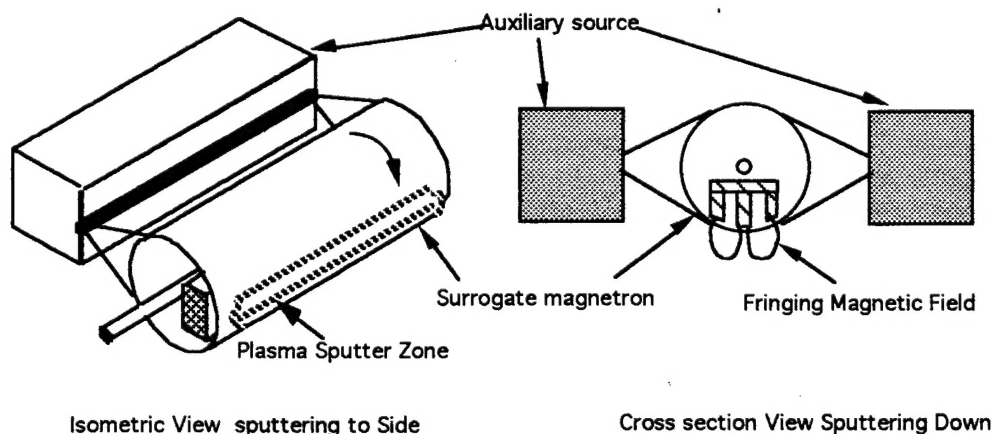 Auxiliary source
Surrogate magnetron
Fringing Magnetic Field
Plasma Sputter Zone
Isometric View sputtering to Side
Cross section View Sputtering Down